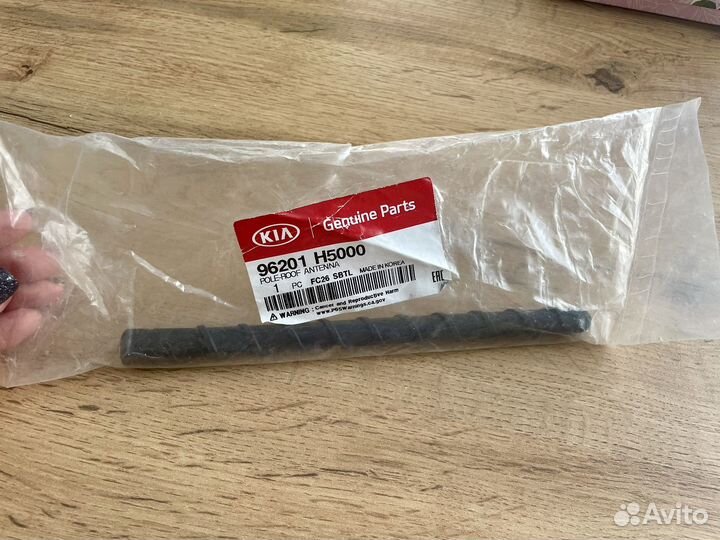 KIA Genuine Parts
96201 H5000
POLE-ROOF ANTENNA
1 PC FC26 SBTL MADE IN KOREA
EAC
WARNING : Cancer and Reproductive Harm
www.P65Warnings.ca.gov
Avito